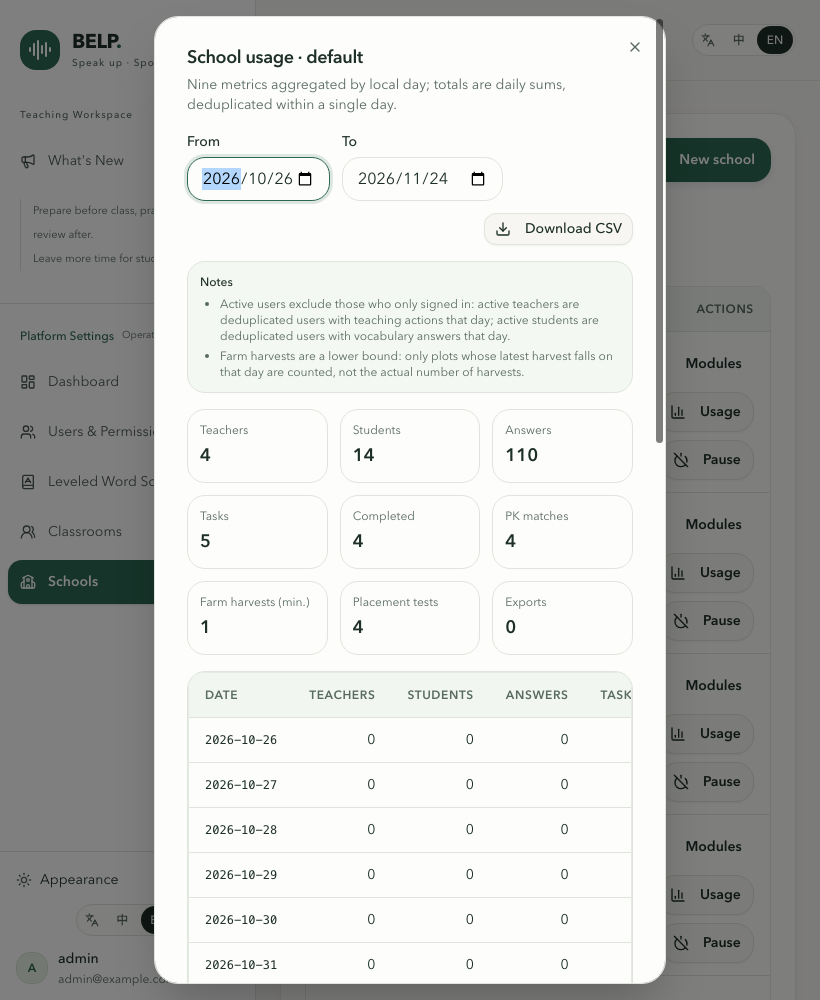 BELP.
Speak up · Spo
Teaching Workspace
What's New
Prepare before class, pra
review after.
Leave more time for stud
Platform Settings Operat
Dashboard
Users & Permissi
Leveled Word Sc
Classrooms
Schools
Appearance
中
A
admin
admin@example.co
School usage · default
Nine metrics aggregated by local day; totals are daily sums,
deduplicated within a single day.
From To
2026/10/26 2026/11/24
Download CSV
Notes
• Active users exclude those who only signed in: active teachers are
deduplicated users with teaching actions that day; active students are
deduplicated users with vocabulary answers that day.
• Farm harvests are a lower bound: only plots whose latest harvest falls on
that day are counted, not the actual number of harvests.
Teachers Students Answers
4 14 110
Tasks Completed PK matches
5 4 4
Farm harvests (min.) Placement tests Exports
1 4 0
DATE TEACHERS STUDENTS ANSWERS TASK
2026-10-26 0 0 0
2026-10-27 0 0 0
2026-10-28 0 0 0
2026-10-29 0 0 0
2026-10-30 0 0 0
2026-10-31 0 0 0
中 EN
New school
ACTIONS
Modules
Usage
Pause
Modules
Usage
Pause
Modules
Usage
Pause
Modules
Usage
Pause